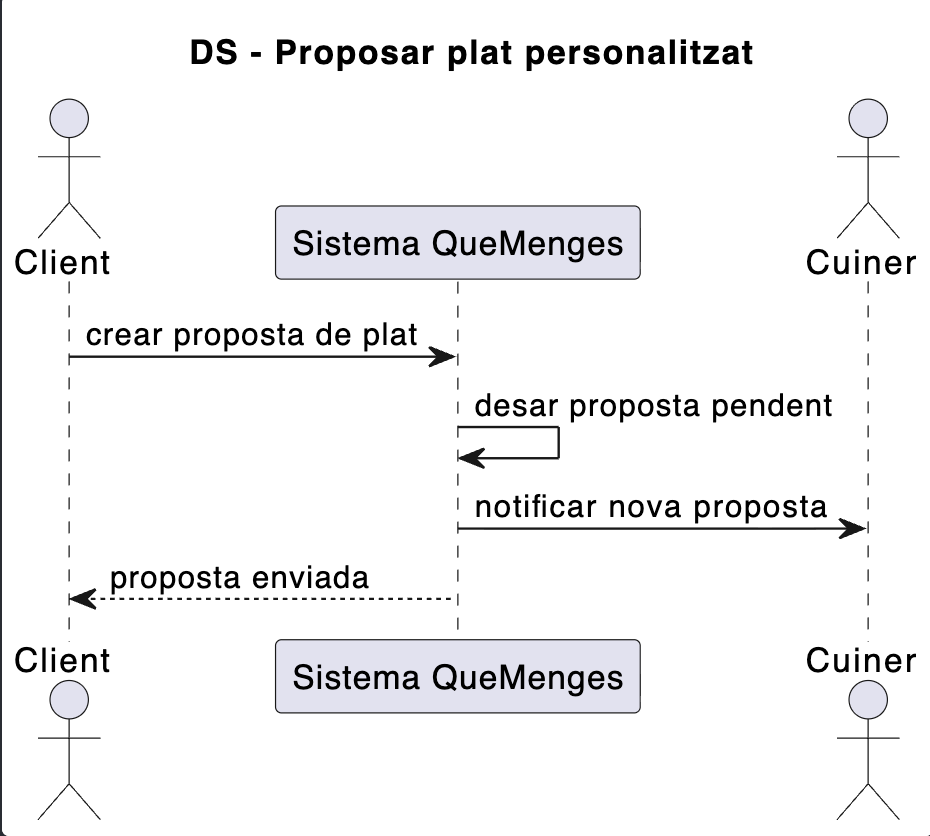 DS - Proposar plat personalitzat
Client
Sistema QueMenges
Cuiner
crear proposta de plat
desar proposta pendent
notificar nova proposta
proposta enviada
Client
Sistema QueMenges
Cuiner